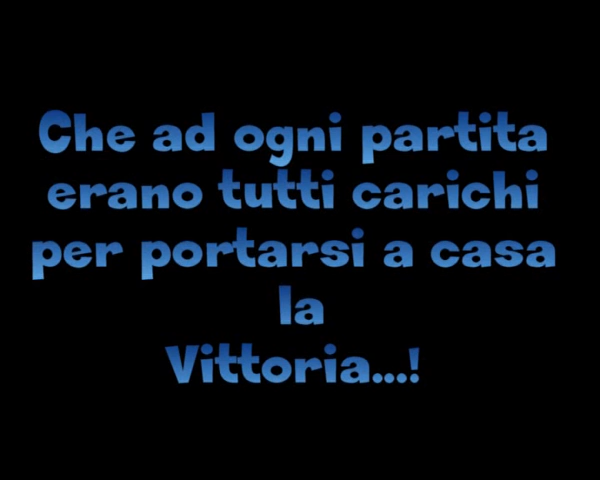 Che ad ogni partita
erano tutti carichi
per portarsi a casa
la
Vittoria...!